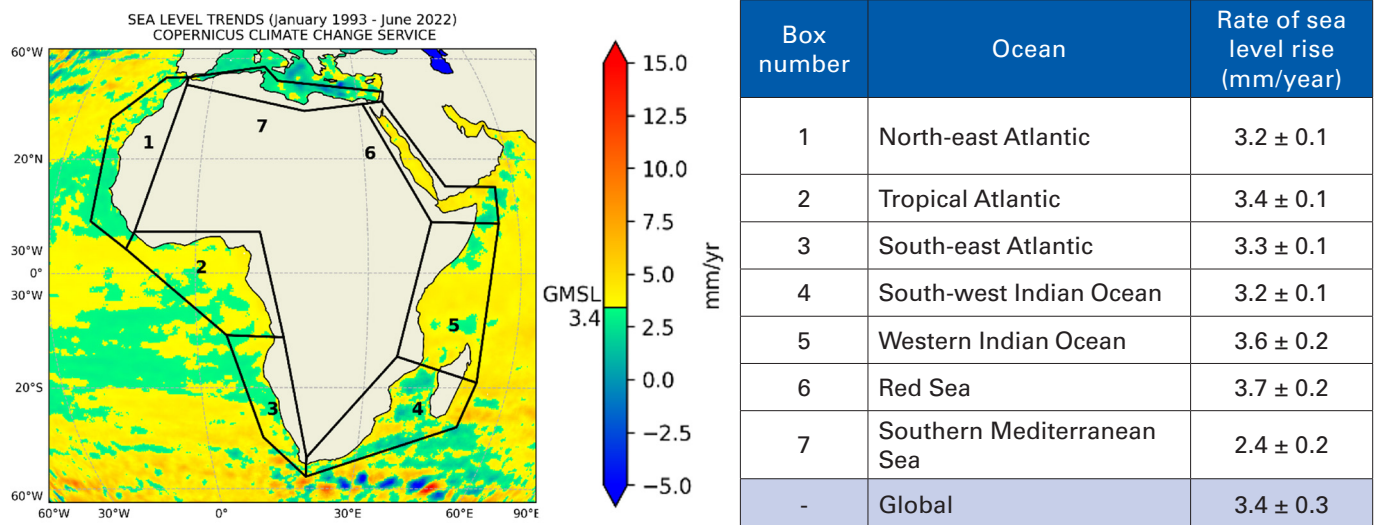 SEA LEVEL TRENDS (January 1993 - June 2022)
COPERNICUS CLIMATE CHANGE SERVICE
60°W
20°N
30°W
0°
30°W
20°S
60°W
60°W 30°W 0° 30°E 60°E 90°E
1
7
6
2
5
3
4
GMSL
3.4
15.0
12.5
10.0
7.5
5.0
2.5
0.0
−2.5
−5.0
mm/yr
Box number Ocean Rate of sea level rise (mm/year)
1 North-east Atlantic 3.2 ± 0.1
2 Tropical Atlantic 3.4 ± 0.1
3 South-east Atlantic 3.3 ± 0.1
4 South-west Indian Ocean 3.2 ± 0.1
5 Western Indian Ocean 3.6 ± 0.2
6 Red Sea 3.7 ± 0.2
7 Southern Mediterranean Sea 2.4 ± 0.2
- Global 3.4 ± 0.3